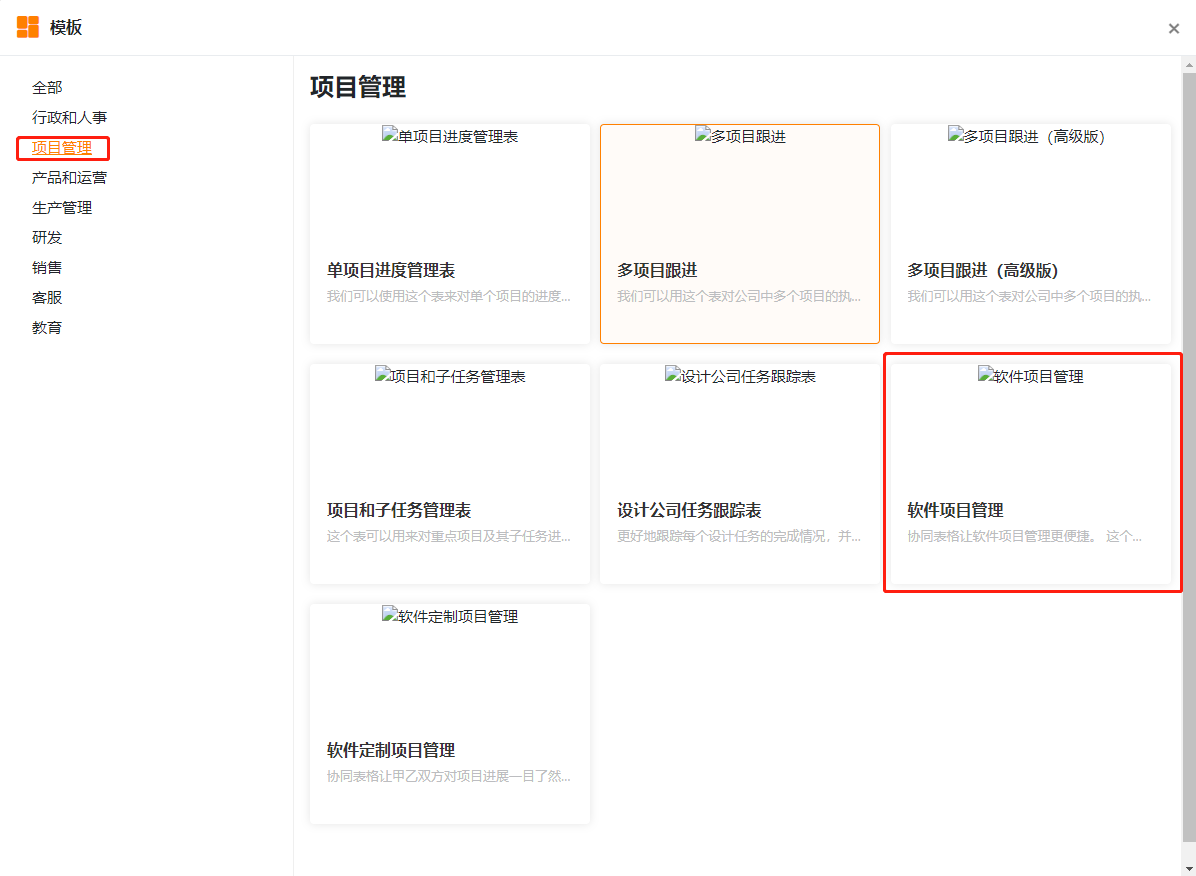 模板
全部
行政和人事
项目管理
产品和运营
生产管理
研发
销售
客服
教育
项目管理
单项目进度管理表
单项目进度管理表
我们可以使用这个表来对单个项目的进度...
多项目跟进
多项目跟进
我们可以用这个表对公司中多个项目的执...
多项目跟进（高级版）
多项目跟进（高级版）
我们可以用这个表对公司中多个项目的执...
项目和子任务管理表
项目和子任务管理表
这个表可以用来对重点项目及其子任务进...
设计公司任务跟踪表
设计公司任务跟踪表
更好地跟踪每个设计任务的完成情况，并...
软件项目管理
软件项目管理
协同表格让软件项目管理更便捷。 这个...
软件定制项目管理
软件定制项目管理
协同表格让甲乙双方对项目进展一目了然...